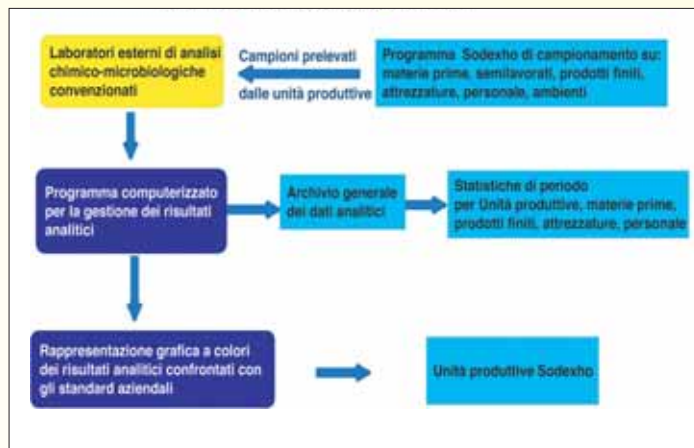 Laboratori esterni di analisi
chimico-microbiologiche
convenzionati
Campioni prelevati
dalle unità produttive
Programma Sodexho di campionamento su:
materie prime, semilavorati, prodotti finiti,
attrezzature, personale, ambienti
Programma computerizzato
per la gestione dei risultati
analitici
Archivio generale
dei dati analitici
Statistiche di periodo
per Unità produttive, materie prime,
prodotti finiti, attrezzature, personale
Rappresentazione grafica a colori
dei risultati analitici confrontati con
gli standard aziendali
Unità produttive Sodexho